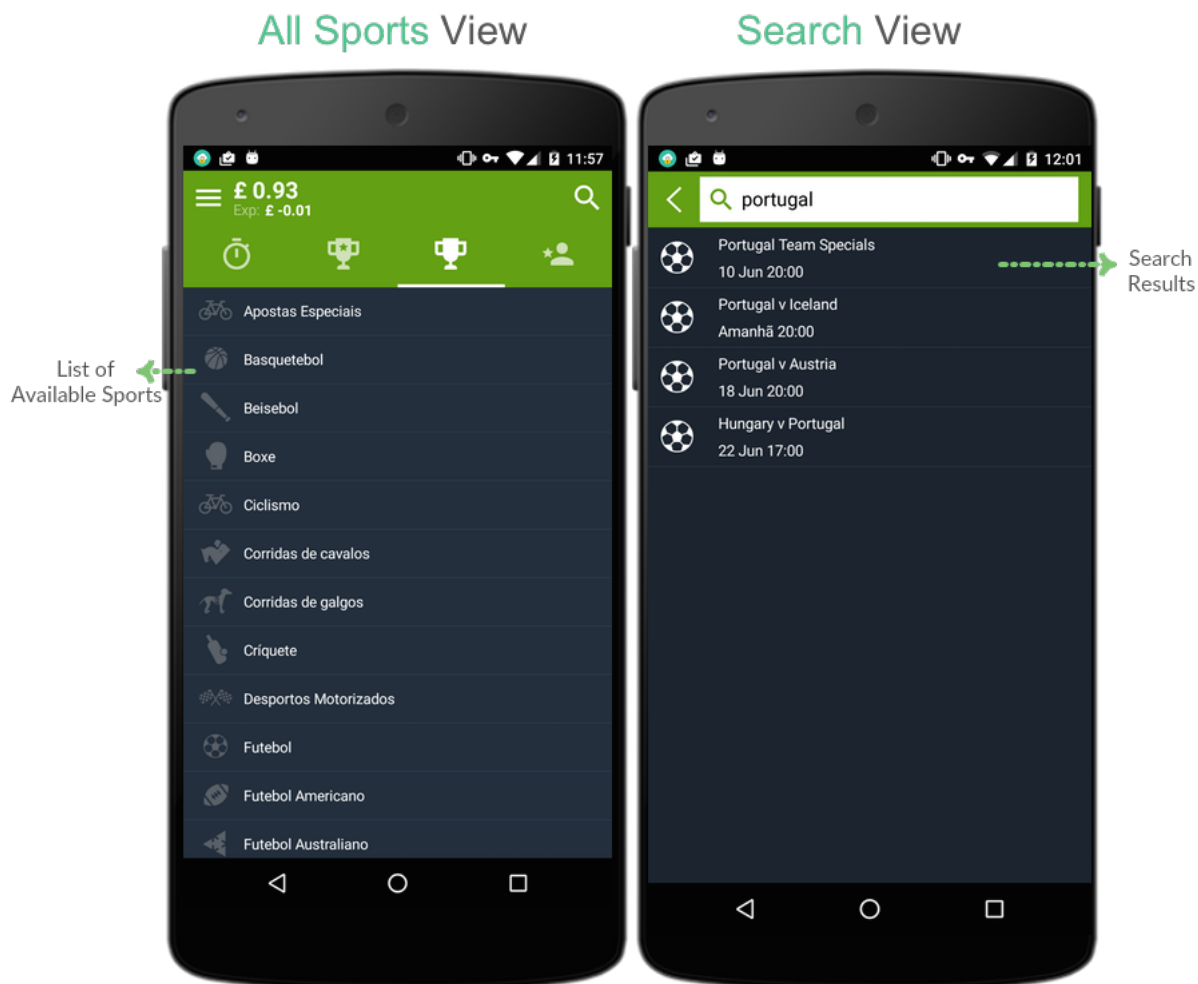 All Sports View
Search View
11:57
£ 0.93
Exp: £ -0.01
Apostas Especiais
Basquetebol
Beisebol
Boxe
Ciclismo
Corridas de cavalos
Corridas de galgos
Críquete
Desportos Motorizados
Futebol
Futebol Americano
Futebol Australiano
List of
Available Sports
12:01
portugal
Portugal Team Specials
10 Jun 20:00
Portugal v Iceland
Amanhã 20:00
Portugal v Austria
18 Jun 20:00
Hungary v Portugal
22 Jun 17:00
Search
Results